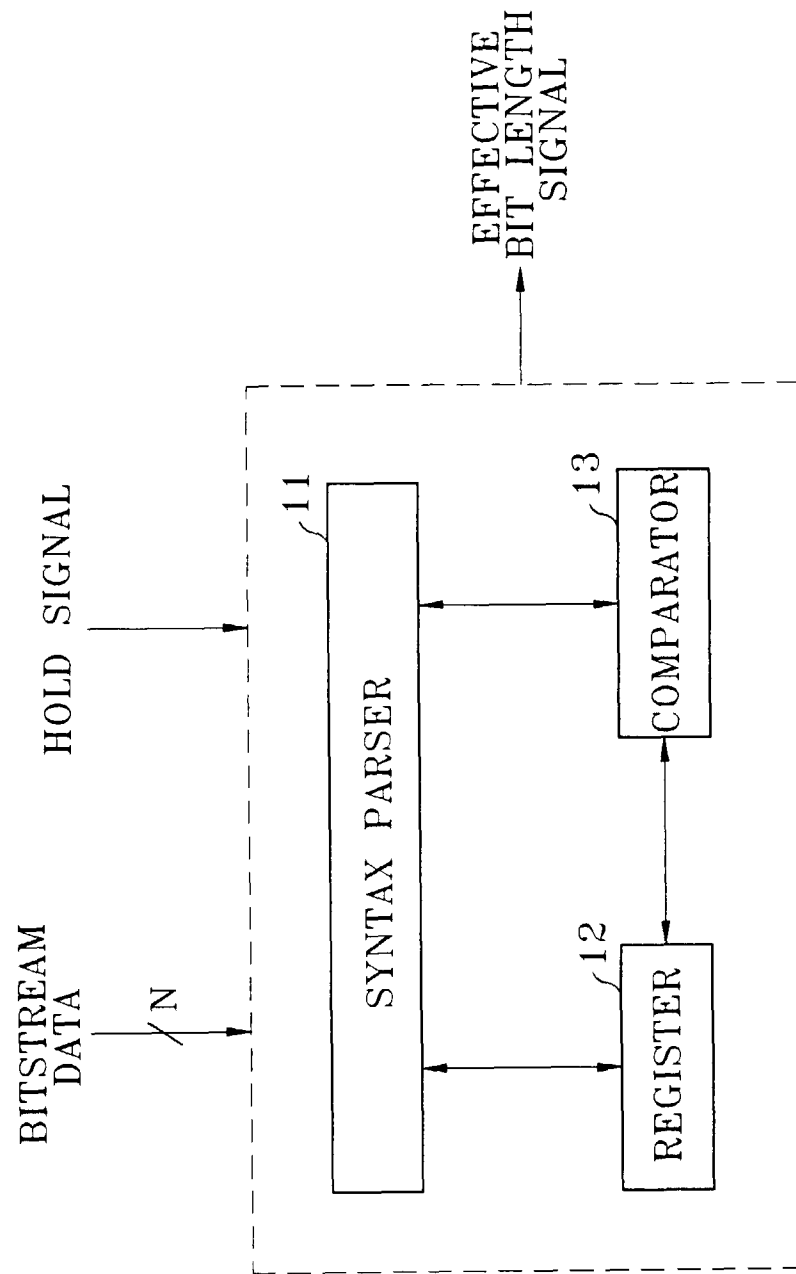 BITSTREAM
DATA
N
HOLD SIGNAL
11
SYNTAX PARSER
12
REGISTER
13
COMPARATOR
EFFECTIVE
BIT LENGTH
SIGNAL